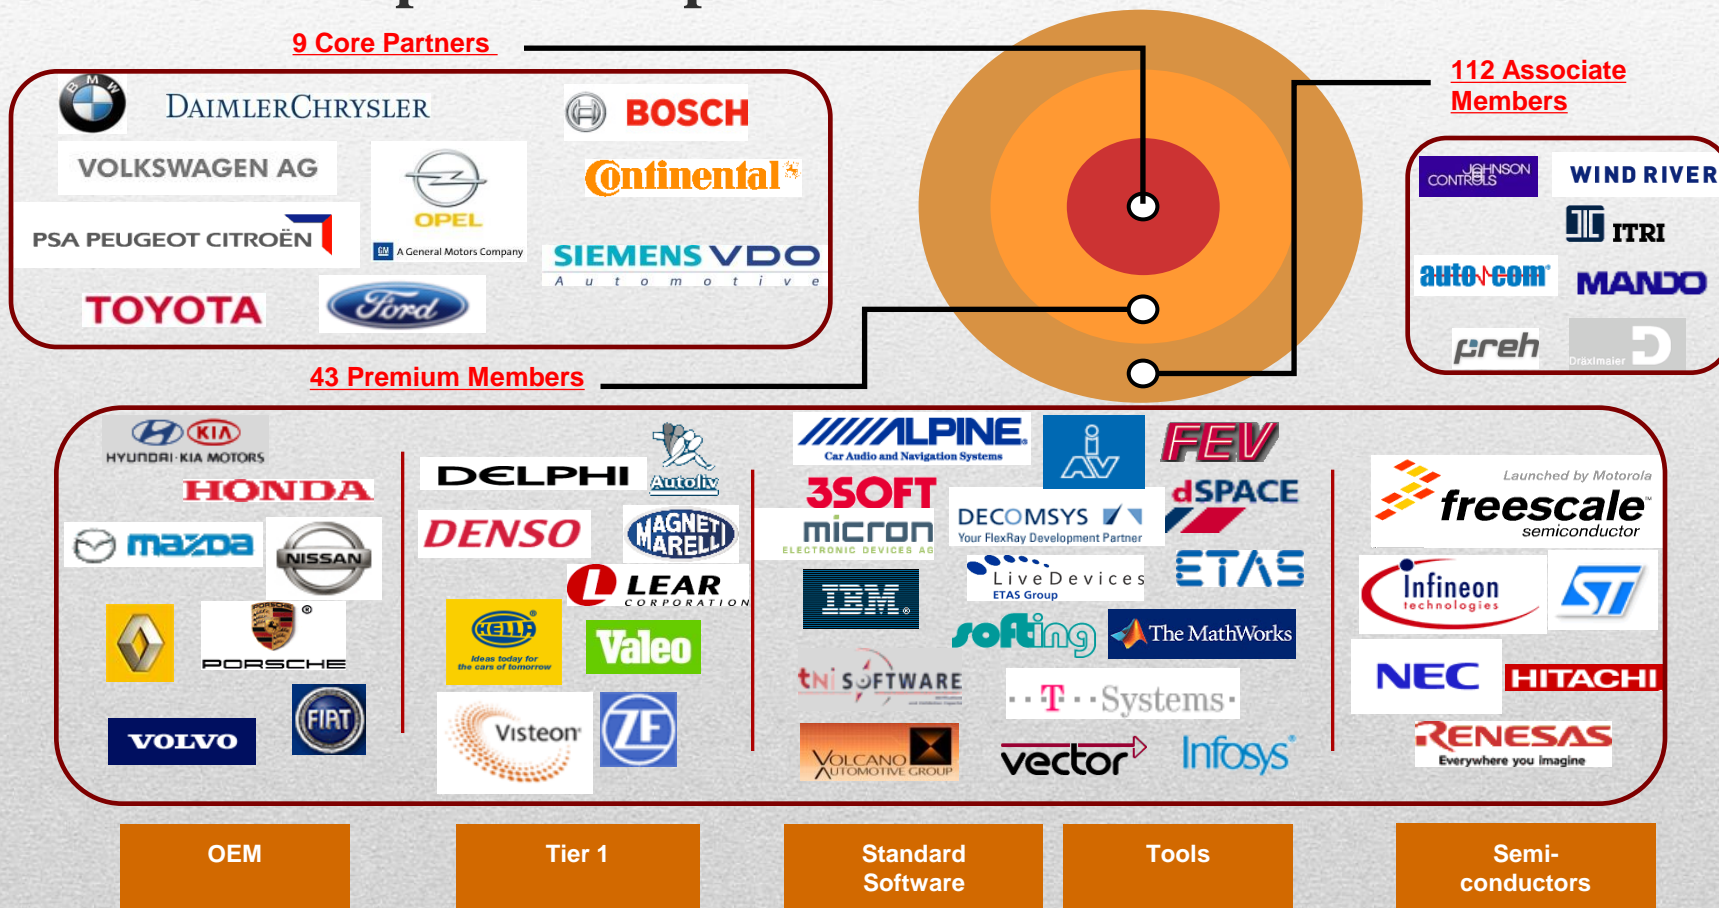 9 Core Partners
112 Associate
Members
BMW
DAIMLERCHRYSLER
BOSCH
VOLKSWAGEN AG
OPEL
GM A General Motors Company
Continental
PSA PEUGEOT CITROËN
SIEMENS VDO
Automotive
TOYOTA
Ford
JOHNSON
CONTROLS
WIND RIVER
ITRI
auto com
MANDO
preh
Dräxlmaier
43 Premium Members
HYUNDAI·KIA MOTORS
KIA
HONDA
mazda
NISSAN
PORSCHE
PORSCHE
FIAT
VOLVO
DELPHI
Autoliv
DENSO
MAGNETI
MARELLI
LEAR
CORPORATION
HELLA
Ideas today for
the cars of tomorrow
Valeo
Visteon
ZF
ALPINE
Car Audio and Navigation Systems
iAV
FEV
3SOFT
dSPACE
micron
ELECTRONIC DEVICES AG
DECOMSYS
Your FlexRay Development Partner
IBM
LiveDevices
ETAS Group
ETAS
softing
The MathWorks
tni SOFTWARE
··T··Systems·
VOLCANO
AUTOMOTIVE GROUP
vector
Infosys
Launched by Motorola
freescale
semiconductor
Infineon
technologies
ST
NEC
HITACHI
RENESAS
Everywhere you imagine
OEM
Tier 1
Standard
Software
Tools
Semi-
conductors